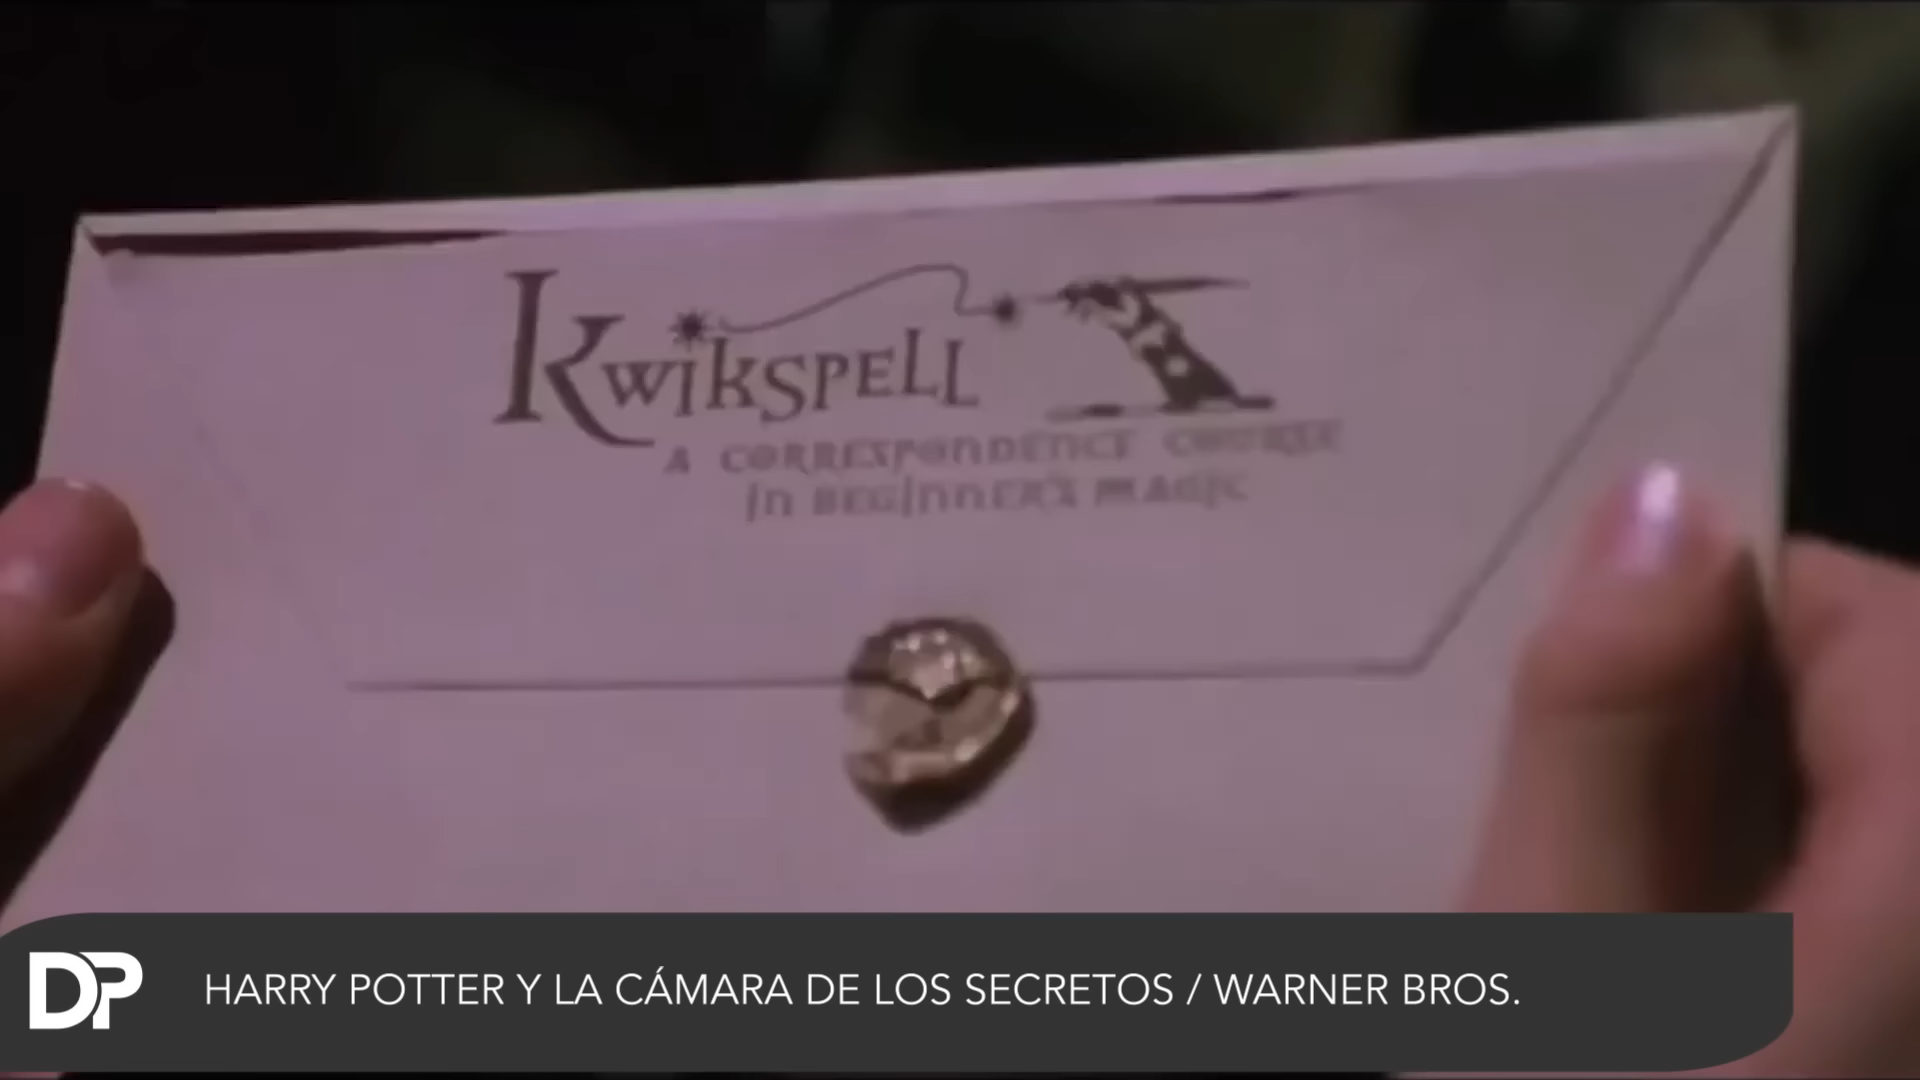 KwikSPELL
A CORRESPONDENCE COURSE
IN BEGINNER'S MAGIC
DP HARRY POTTER Y LA CÁMARA DE LOS SECRETOS / WARNER BROS.